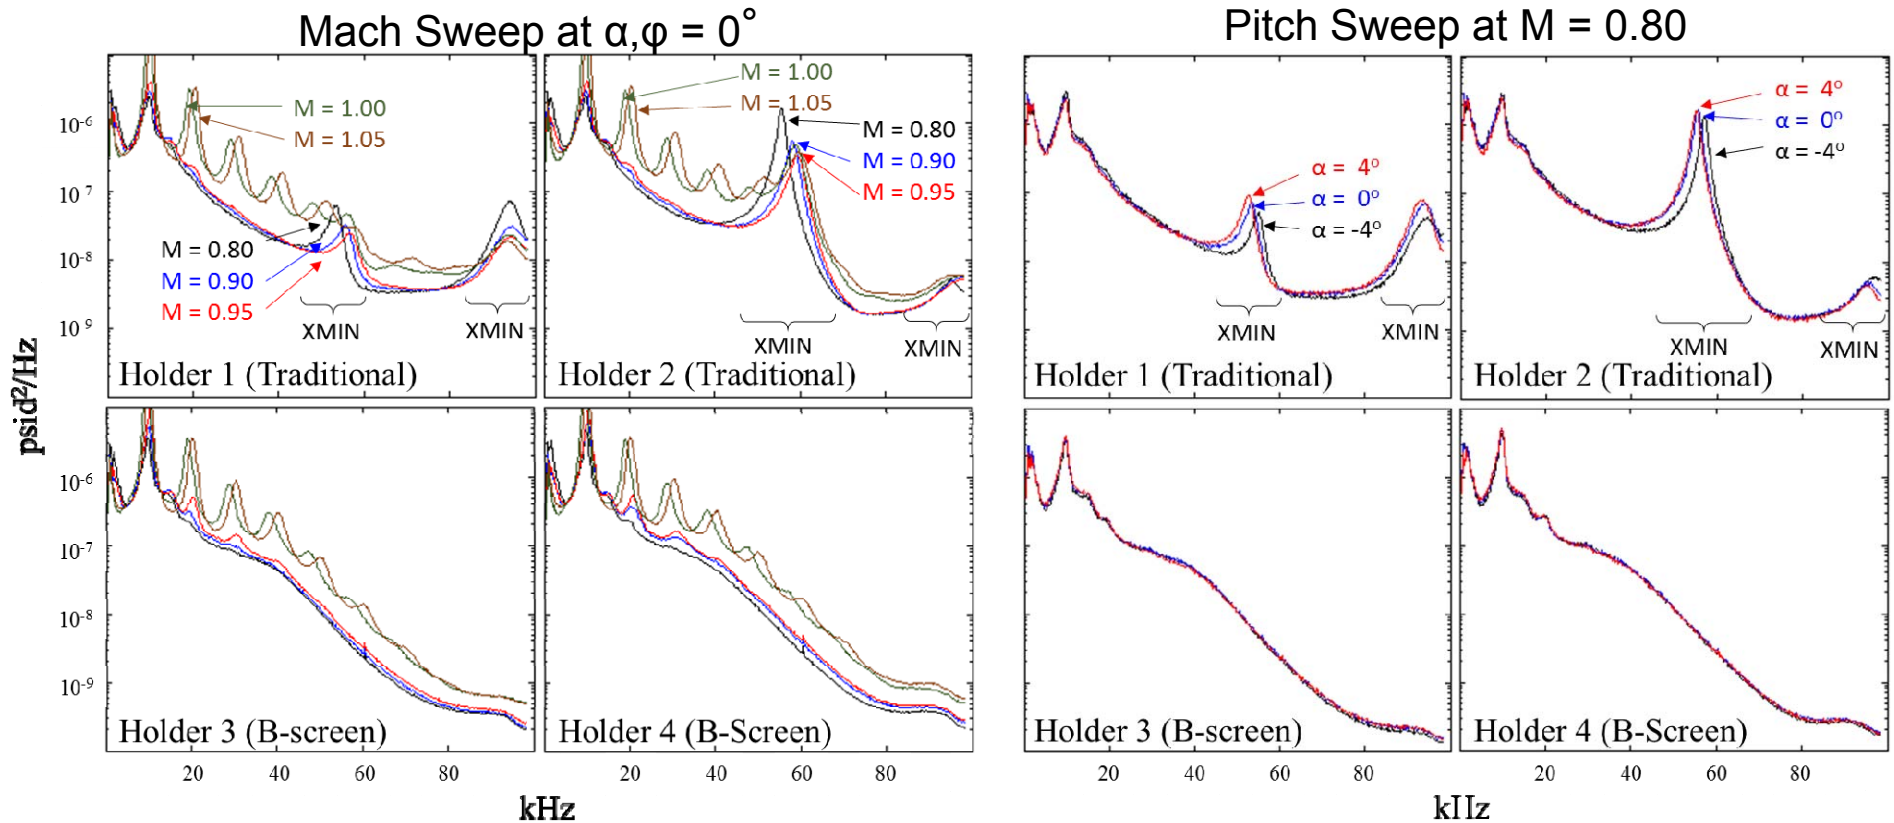 Mach Sweep at α,φ = 0°
Pitch Sweep at M = 0.80
M = 1.00
M = 1.05
M = 0.80
M = 0.90
M = 0.95
XMIN
XMIN
Holder 1 (Traditional)
M = 1.00
M = 1.05
M = 0.80
M = 0.90
M = 0.95
XMIN
XMIN
Holder 2 (Traditional)
α = 4°
α = 0°
α = -4°
XMIN
XMIN
Holder 1 (Traditional)
α = 4°
α = 0°
α = -4°
XMIN
XMIN
Holder 2 (Traditional)
10-6
10-7
10-8
10-9
psid2/Hz
10-6
10-7
10-8
10-9
Holder 3 (B-screen)
Holder 4 (B-Screen)
Holder 3 (B-screen)
Holder 4 (B-Screen)
20 40 60 80
20 40 60 80
20 40 60 80
20 60 80
kHz
kHz